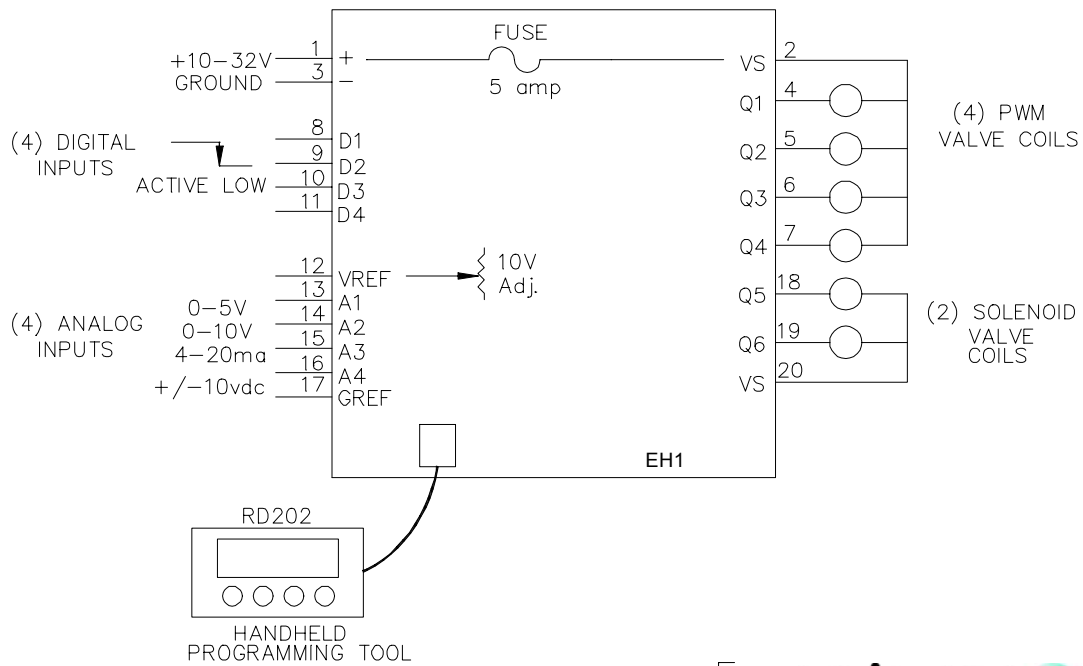 FUSE
5 amp
+10-32V 1 +
GROUND 3 -
(4) DIGITAL
INPUTS
ACTIVE LOW
8 D1
9 D2
10 D3
11 D4
(4) ANALOG
INPUTS
12 VREF
10V
Adj.
0-5V 13 A1
0-10V 14 A2
4-20ma 15 A3
16 A4
+/-10vdc 17 GREF
VS 2
Q1 4
Q2 5
Q3 6
Q4 7
Q5 18
Q6 19
VS 20
(4) PWM
VALVE COILS
(2) SOLENOID
VALVE
COILS
EH1
RD202
HANDHELD
PROGRAMMING TOOL